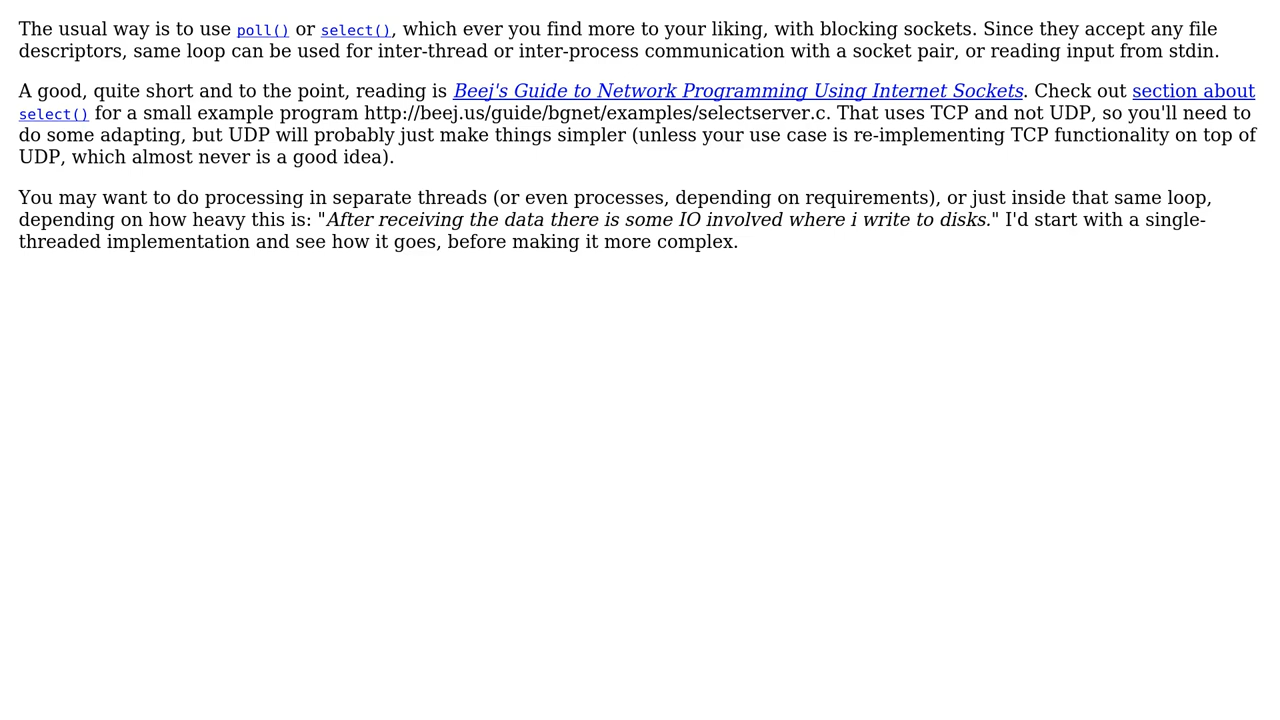 The usual way is to use poll() or select(), which ever you find more to your liking, with blocking sockets. Since they accept any file
descriptors, same loop can be used for inter-thread or inter-process communication with a socket pair, or reading input from stdin.
A good, quite short and to the point, reading is Beej's Guide to Network Programming Using Internet Sockets. Check out section about
select() for a small example program http://beej.us/guide/bgnet/examples/selectserver.c. That uses TCP and not UDP, so you'll need to
do some adapting, but UDP will probably just make things simpler (unless your use case is re-implementing TCP functionality on top of
UDP, which almost never is a good idea).
You may want to do processing in separate threads (or even processes, depending on requirements), or just inside that same loop,
depending on how heavy this is: "After receiving the data there is some IO involved where i write to disks." I'd start with a single-
threaded implementation and see how it goes, before making it more complex.